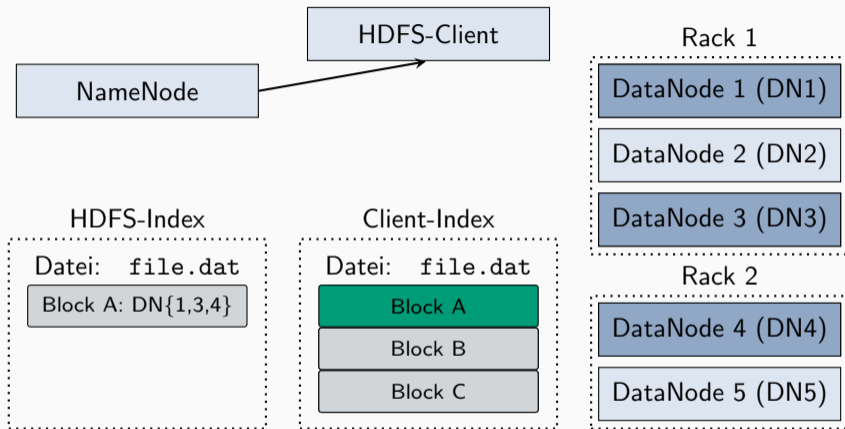 HDFS-Client
NameNode
HDFS-Index
Datei: file.dat
Block A: DN{1,3,4}
Client-Index
Datei: file.dat
Block A
Block B
Block C
Rack 1
DataNode 1 (DN1)
DataNode 2 (DN2)
DataNode 3 (DN3)
Rack 2
DataNode 4 (DN4)
DataNode 5 (DN5)